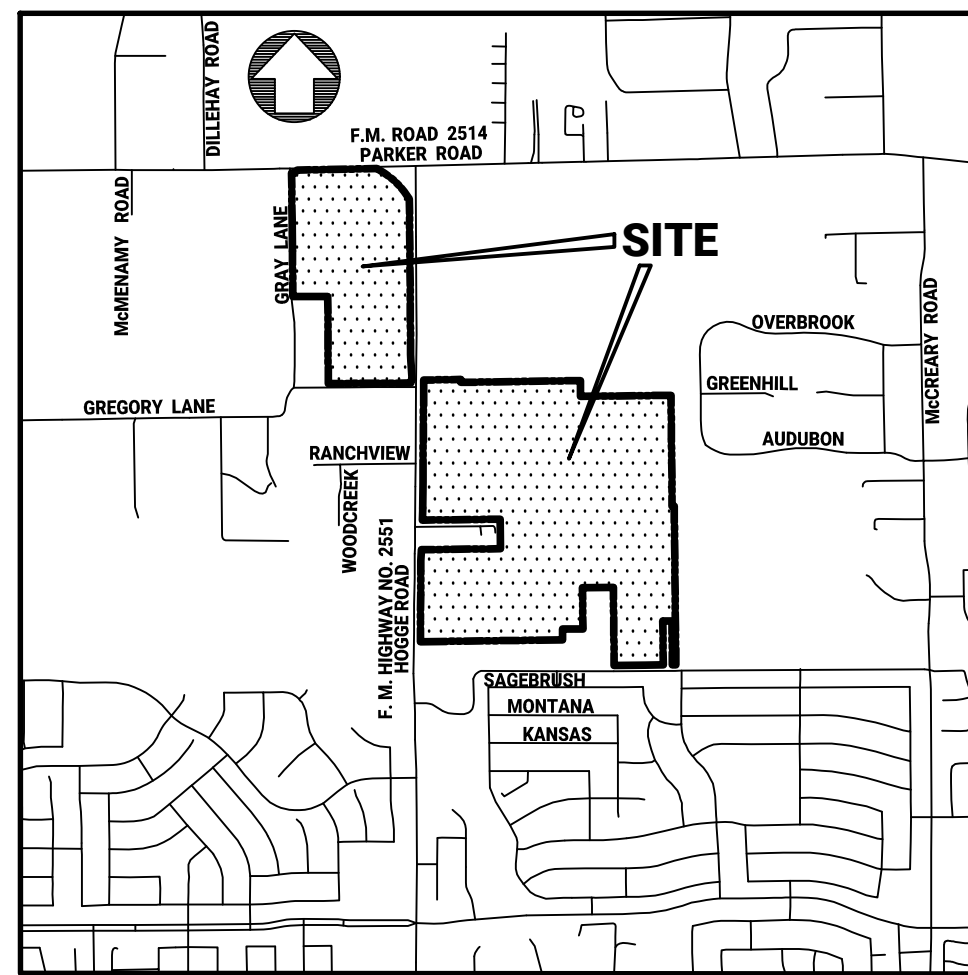 DILLEHAY ROAD
F.M. ROAD 2514
PARKER ROAD
McMENAMY ROAD
GRAY LANE
SITE
OVERBROOK
McCREARY ROAD
GREENHILL
GREGORY LANE
AUDUBON
RANCHVIEW
WOODCREEK
F. M. HIGHWAY NO. 2551
HOGGE ROAD
SAGEBRUSH
MONTANA
KANSAS